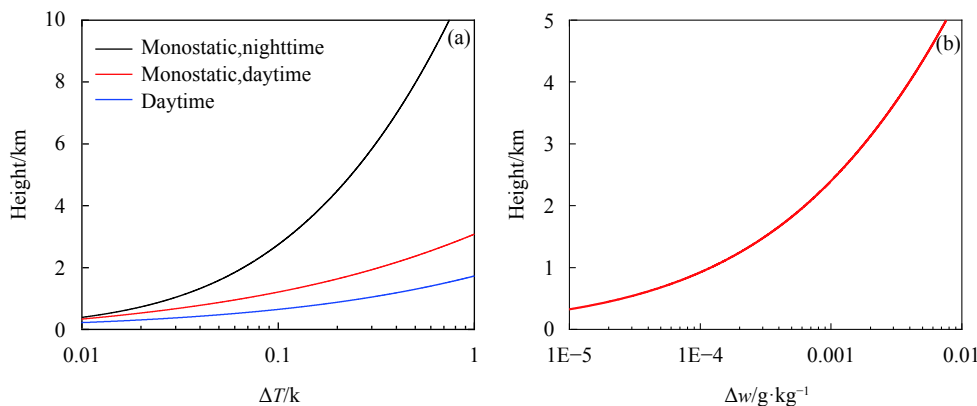 10
8
6
4
2
0
Height/km
(a)
Monostatic,nighttime
Monostatic,daytime
Daytime
0.01
0.1
1
ΔT/k
5
4
3
2
1
0
Height/km
(b)
1E−5
1E−4
0.001
0.01
Δw/g·kg⁻¹